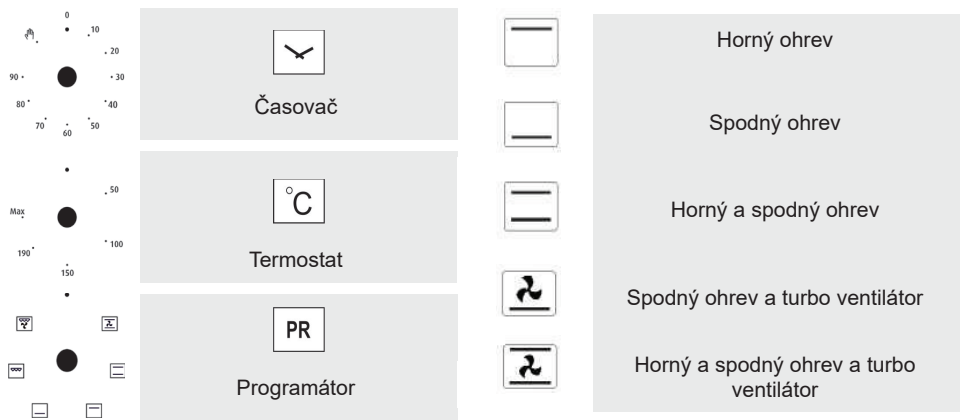 0
10
20
90
30
80
40
70
50
60
Časovač
50
Max
°C
100
190
Termostat
150
PR
Programátor
Horný ohrev
Spodný ohrev
Horný a spodný ohrev
Spodný ohrev a turbo ventilátor
Horný a spodný ohrev a turbo
ventilátor